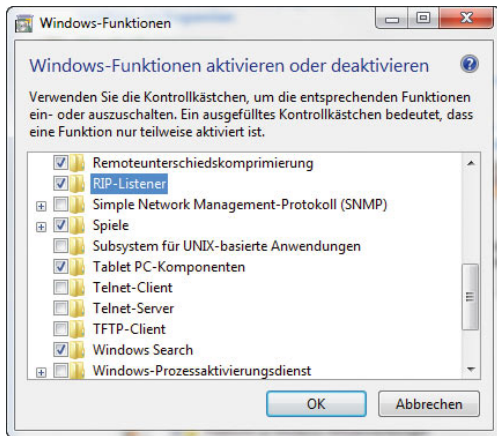 Windows-Funktionen
Windows-Funktionen aktivieren oder deaktivieren
Verwenden Sie die Kontrollkästchen, um die entsprechenden Funktionen
ein- oder auszuschalten. Ein ausgefülltes Kontrollkästchen bedeutet, dass
eine Funktion nur teilweise aktiviert ist.
Remoteunterschiedskomprimierung
RIP-Listener
Simple Network Management-Protokoll (SNMP)
Spiele
Subsystem für UNIX-basierte Anwendungen
Tablet PC-Komponenten
Telnet-Client
Telnet-Server
TFTP-Client
Windows Search
Windows-Prozessaktivierungsdienst
OK Abbrechen